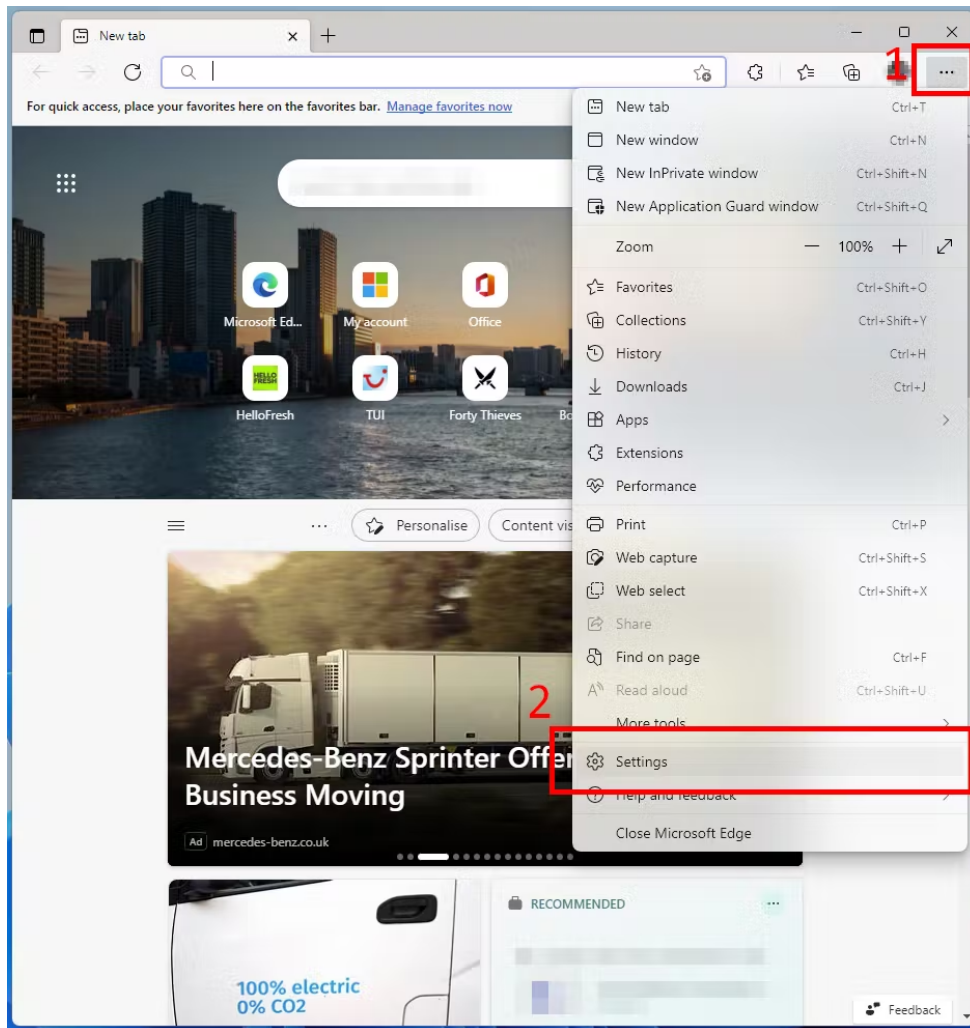 New tab
1
For quick access, place your favorites here on the favorites bar. Manage favorites now
New tab Ctrl+T
New window Ctrl+N
New InPrivate window Ctrl+Shift+N
New Application Guard window Ctrl+Shift+Q
Zoom 100%
Favorites Ctrl+Shift+O
Collections Ctrl+Shift+Y
History Ctrl+H
Downloads Ctrl+J
Apps
Extensions
Performance
Print Ctrl+P
Web capture Ctrl+Shift+S
Web select Ctrl+Shift+X
Share
Find on page Ctrl+F
Read aloud Ctrl+Shift+U
More tools
2
Settings
Help and feedback
Close Microsoft Edge
Microsoft Ed...
My account
Office
HELLO
FRESH
HelloFresh
TUI
Forty Thieves
Bo
Personalise
Content vis
Mercedes-Benz Sprinter Offer
Business Moving
Ad mercedes-benz.co.uk
100% electric
0% CO2
RECOMMENDED
Feedback